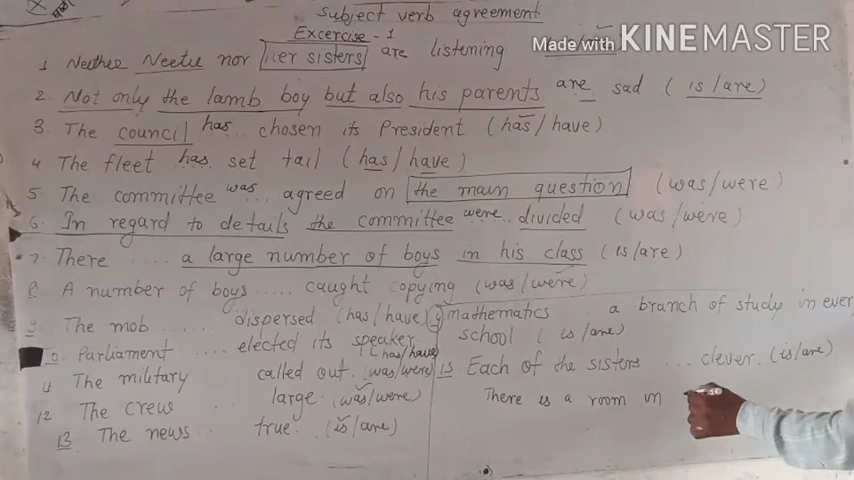 Subject verb agreement
Excercise - 1
Made with KINEMASTER
1 Neither Neetu nor her sisters are listening
2. Not only the lamb boy but also his parents are sad (is/are)
3. The council has... chosen its President (has/have)
4 The fleet has set tail (has/have)
5 The committee was... agreed on the main question (was/were)
6. In regard to details the committee were.. divided (was/were)
7. There .... a large number of boys in his class (is/are)
8 A number of boys ..... caught copying (was/were)
9 The mob ...... dispersed (has/have)
10. Parliament .... elected its speaker (has/have)
11 The military called out. (was/were)
12 The crew .. large. (was/were)
13 The news .. true. (is/are)
mathematics a branch of study in ever
school (is/are)
15 Each of the sisters ... clever. (is/are)
There is a room in